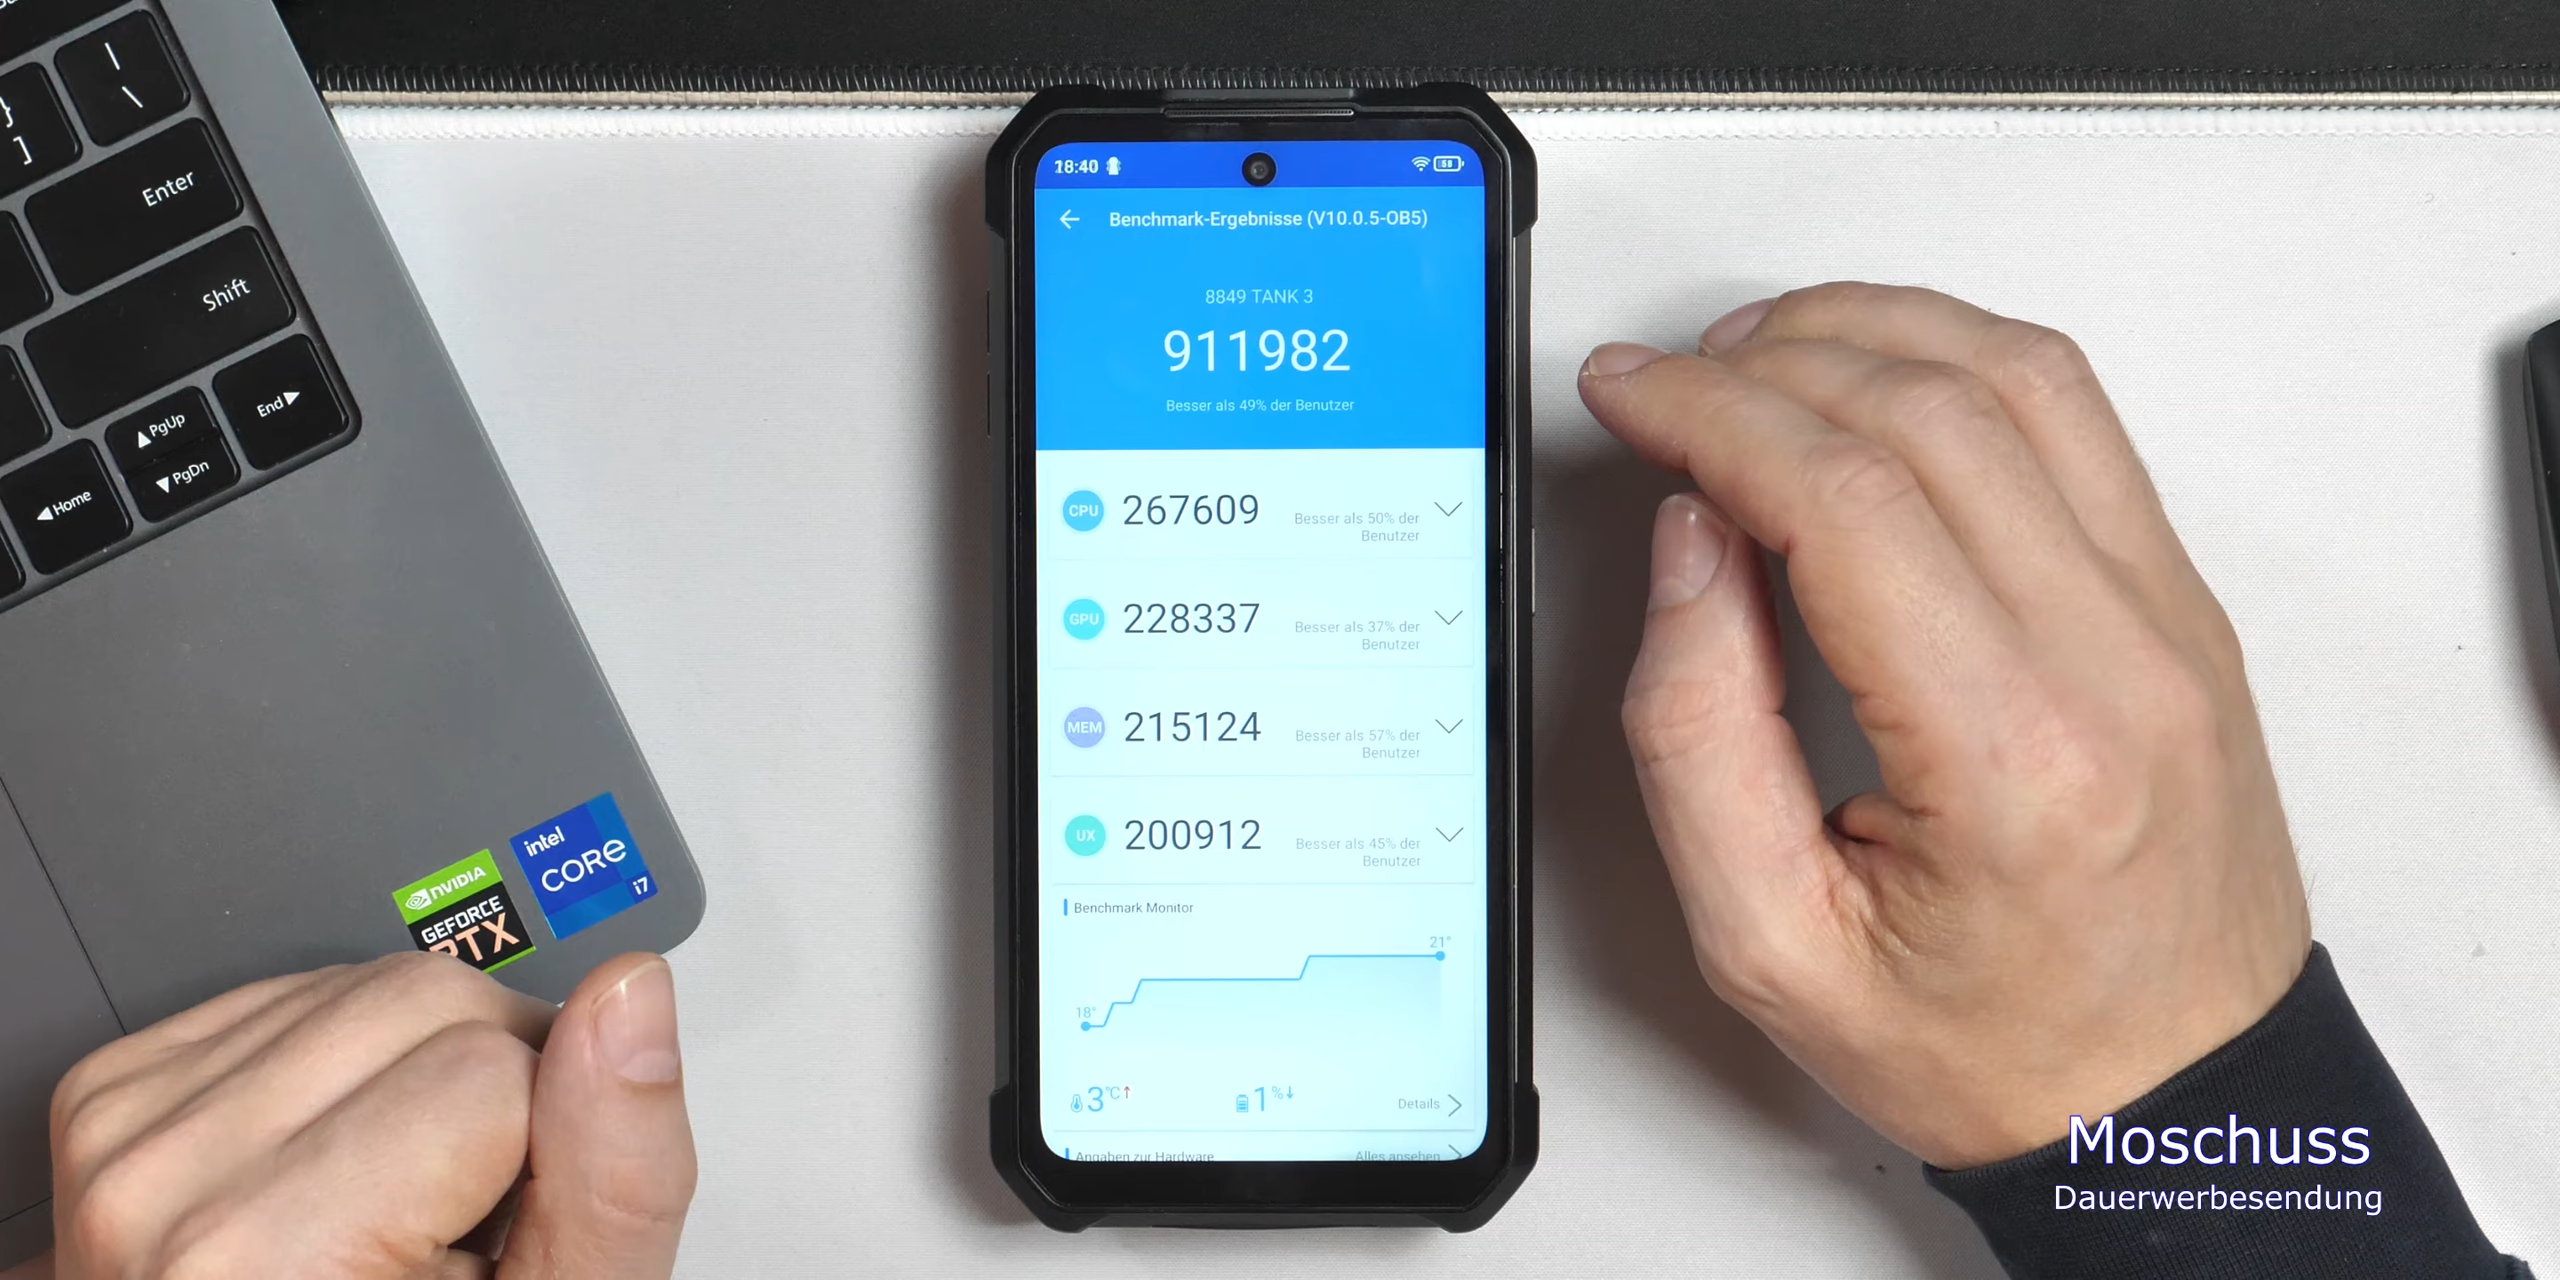 |
\
}
]
Enter
Shift
▲PgUp
End▶
◀Home
▼PgDn
intel
CORE
i7
NVIDIA
GEFORCE
RTX
18:40
59
Benchmark-Ergebnisse (V10.0.5-OB5)
8849 TANK 3
911982
Besser als 49% der Benutzer
CPU 267609 Besser als 50% der
Benutzer
GPU 228337 Besser als 37% der
Benutzer
MEM 215124 Besser als 57% der
Benutzer
UX 200912 Besser als 45% der
Benutzer
Benchmark Monitor
21°
18°
3°C↑ 1%↓ Details
Angaben zur Hardware Alles ansehen
Moschuss
Dauerwerbesendung